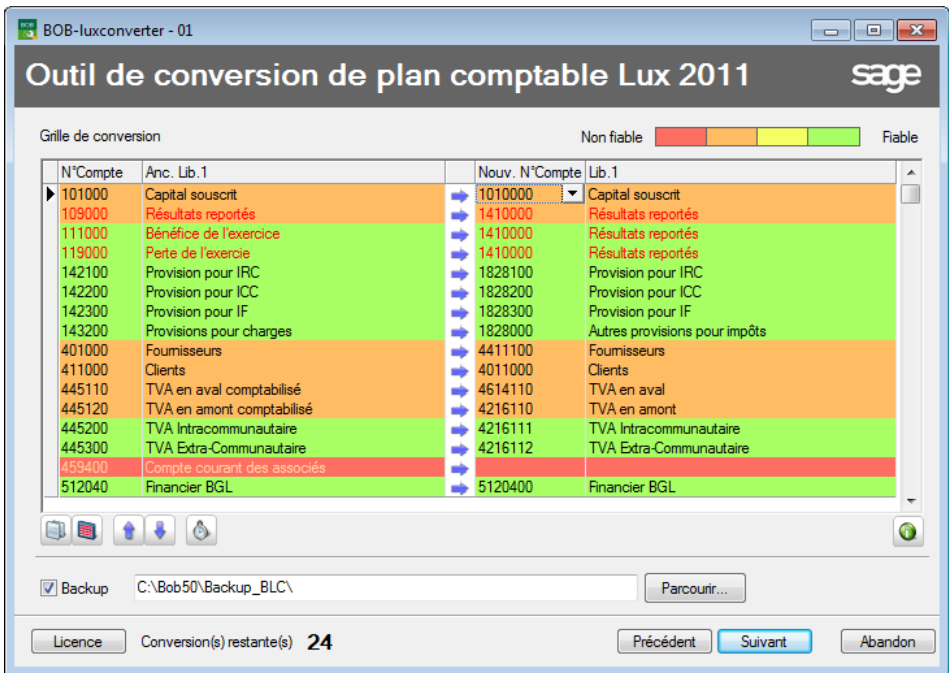 BOB-luxconverter - 01
Outil de conversion de plan comptable Lux 2011 sage
Grille de conversion Non fiable Fiable
N°Compte Anc. Lib.1 Nouv. N°Compte Lib.1
101000 Capital souscrit 1010000 Capital souscrit
109000 Résultats reportés 1410000 Résultats reportés
111000 Bénéfice de l'exercice 1410000 Résultats reportés
119000 Perte de l'exercie 1410000 Résultats reportés
142100 Provision pour IRC 1828100 Provision pour IRC
142200 Provision pour ICC 1828200 Provision pour ICC
142300 Provision pour IF 1828300 Provision pour IF
143200 Provisions pour charges 1828000 Autres provisions pour impôts
401000 Fournisseurs 4411100 Fournisseurs
411000 Clients 4011000 Clients
445110 TVA en aval comptabilisé 4614110 TVA en aval
445120 TVA en amont comptabilisé 4216110 TVA en amont
445200 TVA Intracommunautaire 4216111 TVA Intracommunautaire
445300 TVA Extra-Communautaire 4216112 TVA Extra-Communautaire
459400 Compte courant des associés
512040 Financier BGL 5120400 Financier BGL
Backup C:\Bob50\Backup_BLC\ Parcourir...
Licence Conversion(s) restante(s) 24 Précédent Suivant Abandon